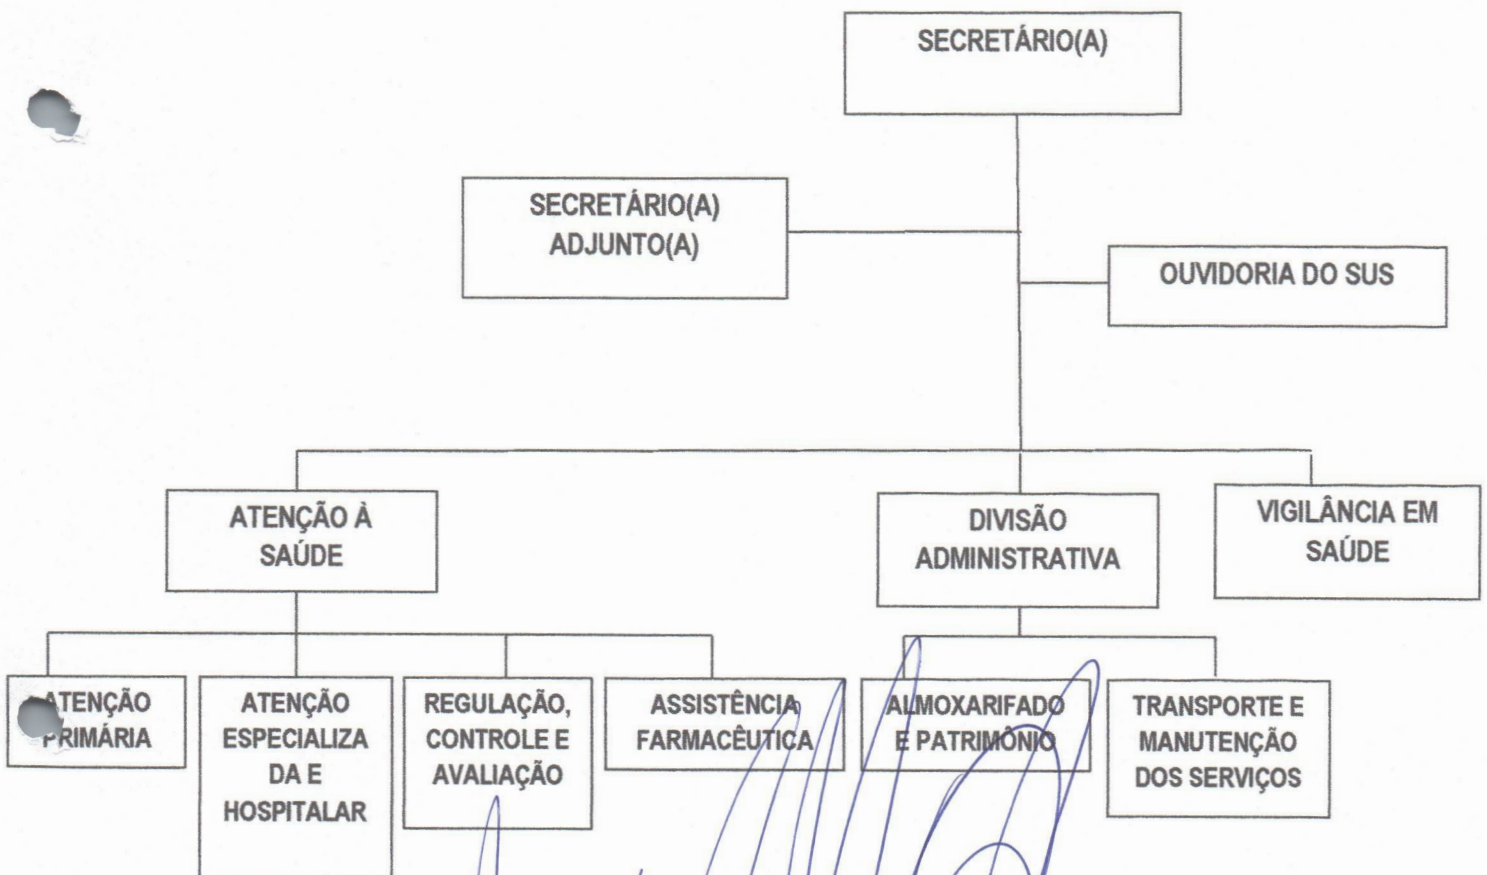 SECRETÁRIO(A)
SECRETÁRIO(A)
ADJUNTO(A)
OUVIDORIA DO SUS
ATENÇÃO À
SAÚDE
DIVISÃO
ADMINISTRATIVA
VIGILÂNCIA EM
SAÚDE
ATENÇÃO
PRIMÁRIA
ATENÇÃO
ESPECIALIZA
DA E
HOSPITALAR
REGULAÇÃO,
CONTROLE E
AVALIAÇÃO
ASSISTÊNCIA
FARMACÊUTICA
ALMOXARIFADO
E PATRIMÔNIO
TRANSPORTE E
MANUTENÇÃO
DOS SERVIÇOS